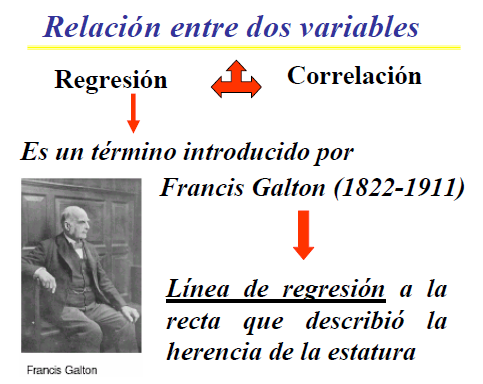 Relación entre dos variables
Regresión
Correlación
Es un término introducido por
Francis Galton (1822-1911)
Línea de regresión a la
recta que describió la
herencia de la estatura
Francis Galton